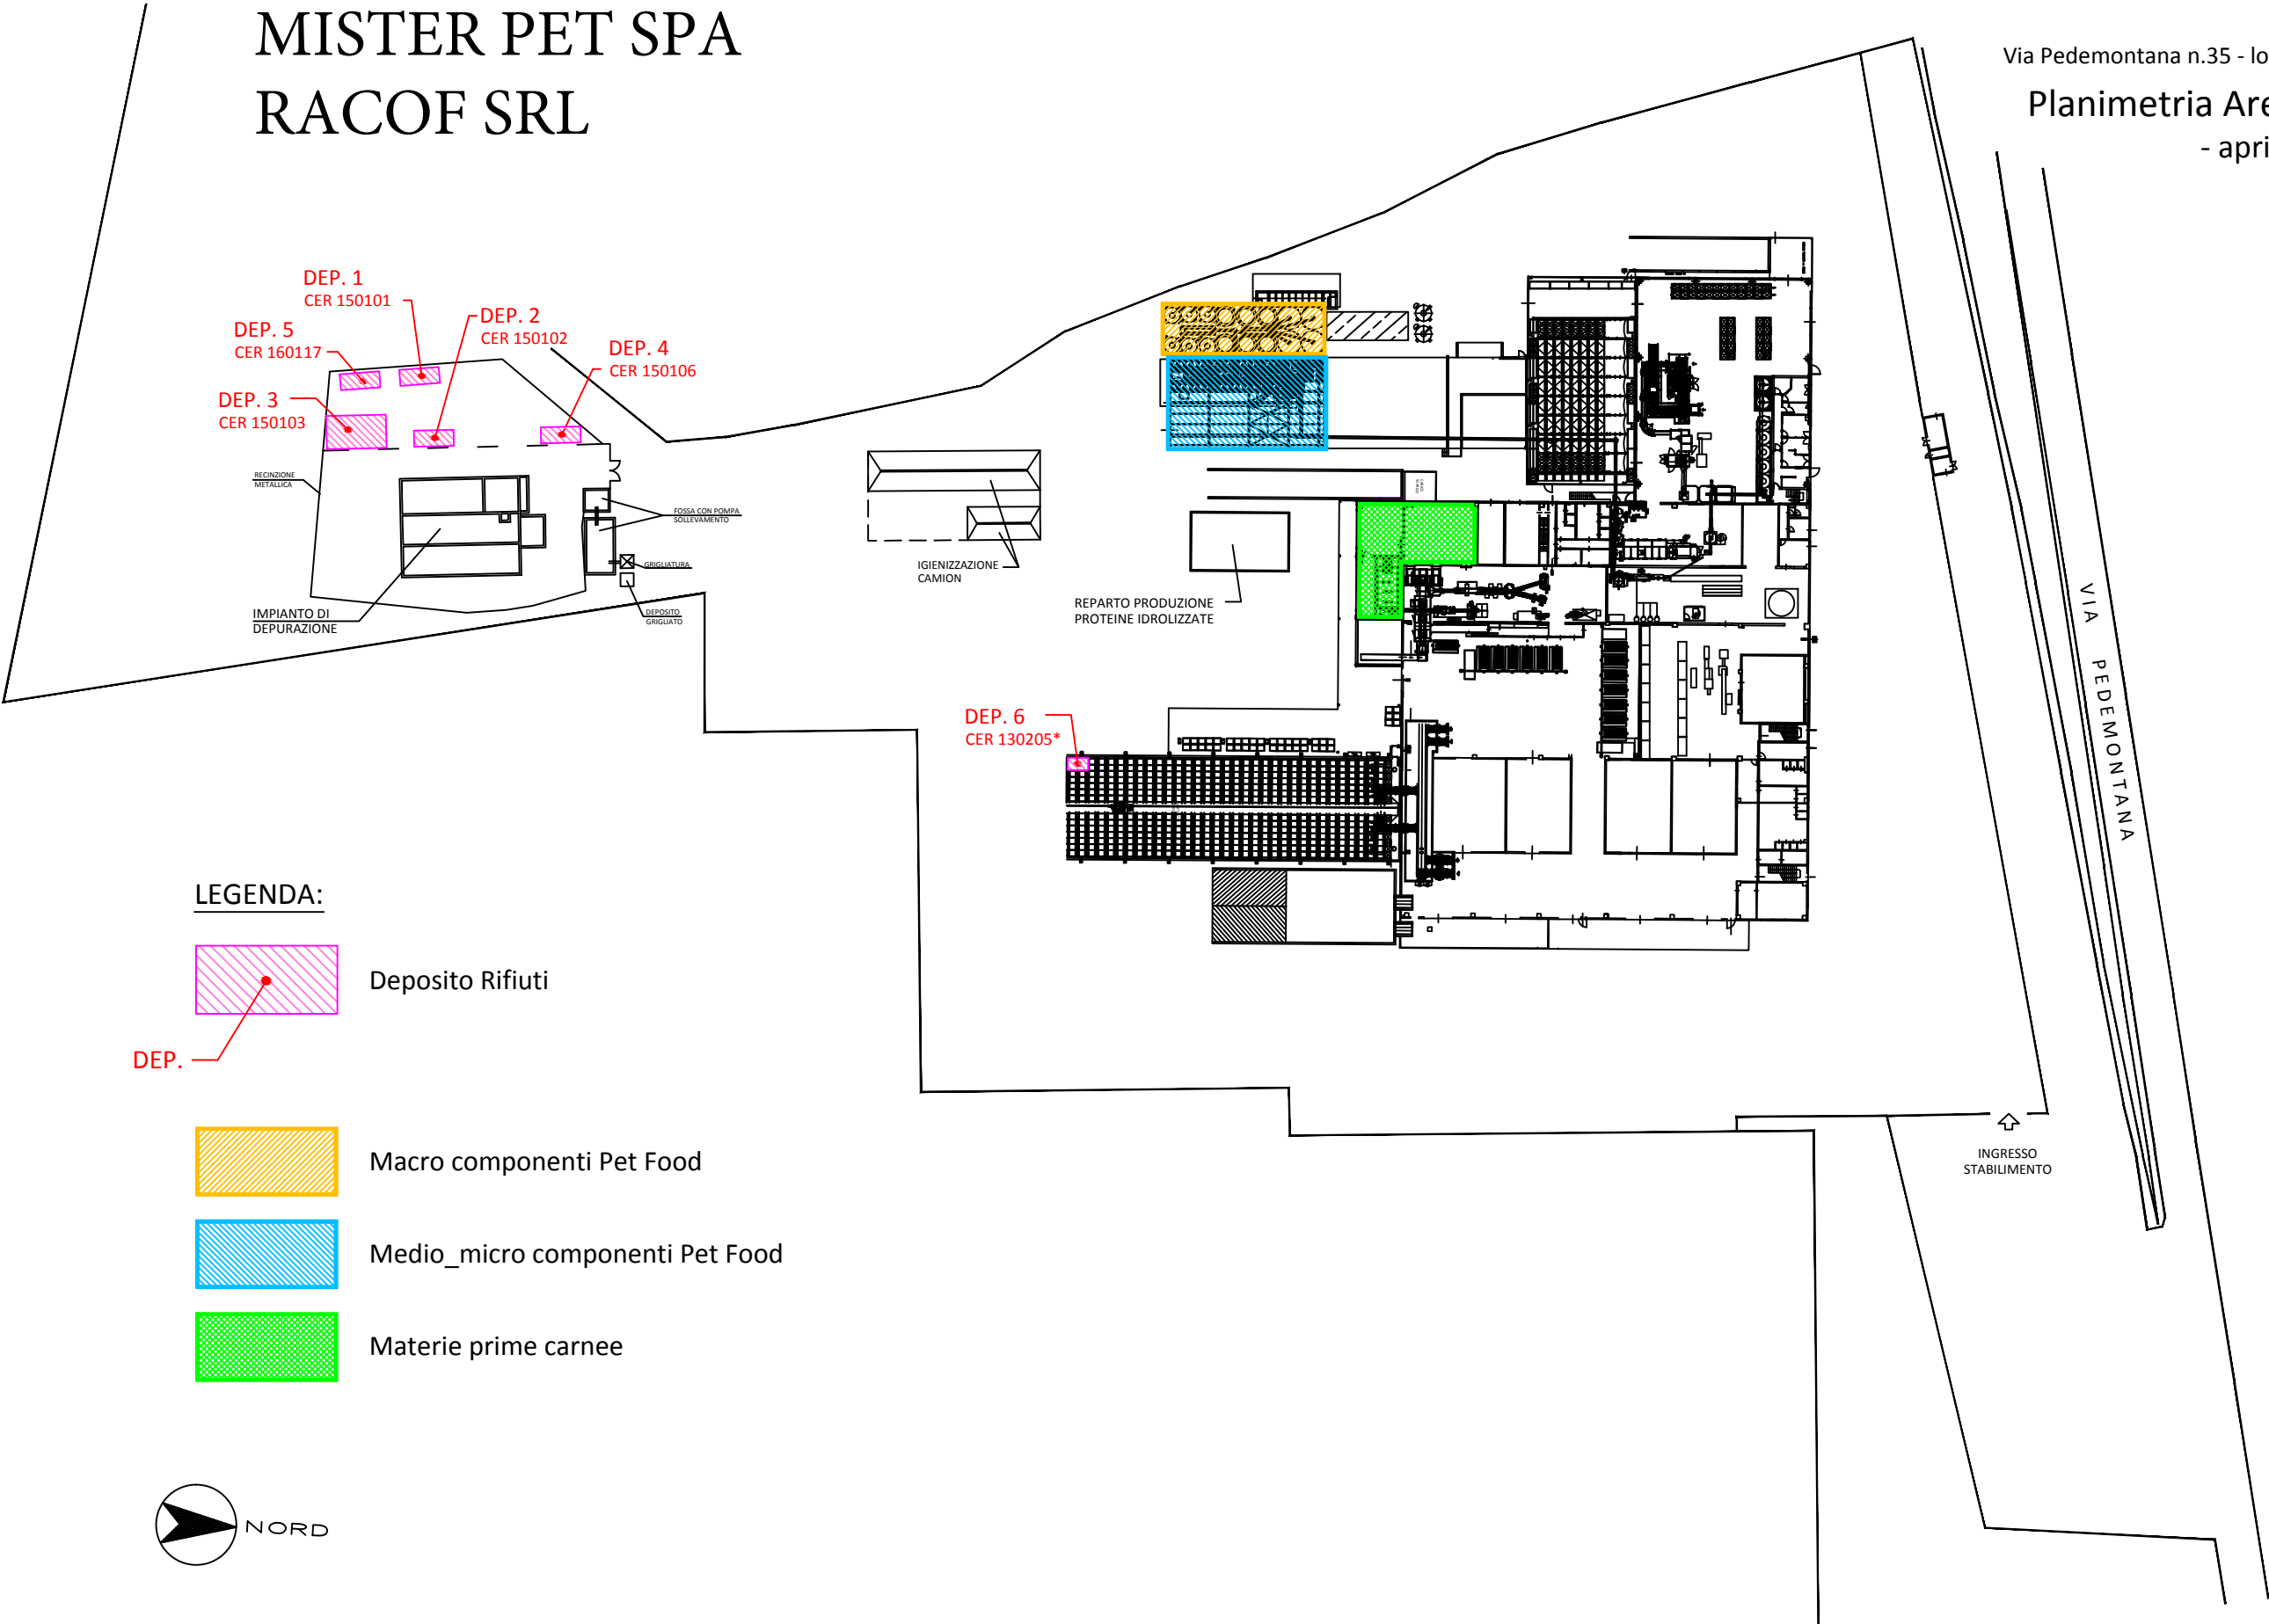 MISTER PET SPA
RACOF SRL
Via Pedemontana n.35 - lo
Planimetria Are
- apri
DEP. 1
CER 150101
DEP. 2
CER 150102
DEP. 5
CER 160117
DEP. 4
CER 150106
DEP. 3
CER 150103
RECINZIONE
METALLICA
FOSSA CON POMPA
SOLLEVAMENTO
GRIGLIATURA
DEPOSITO
GRIGLIATO
IMPIANTO DI
DEPURAZIONE
IGIENIZZAZIONE
CAMION
REPARTO PRODUZIONE
PROTEINE IDROLIZZATE
DEP. 6
CER 130205*
VIA PEDEMONTANA
INGRESSO
STABILIMENTO
LEGENDA:
Deposito Rifiuti
DEP.
Macro componenti Pet Food
Medio_micro componenti Pet Food
Materie prime carnee
NORD